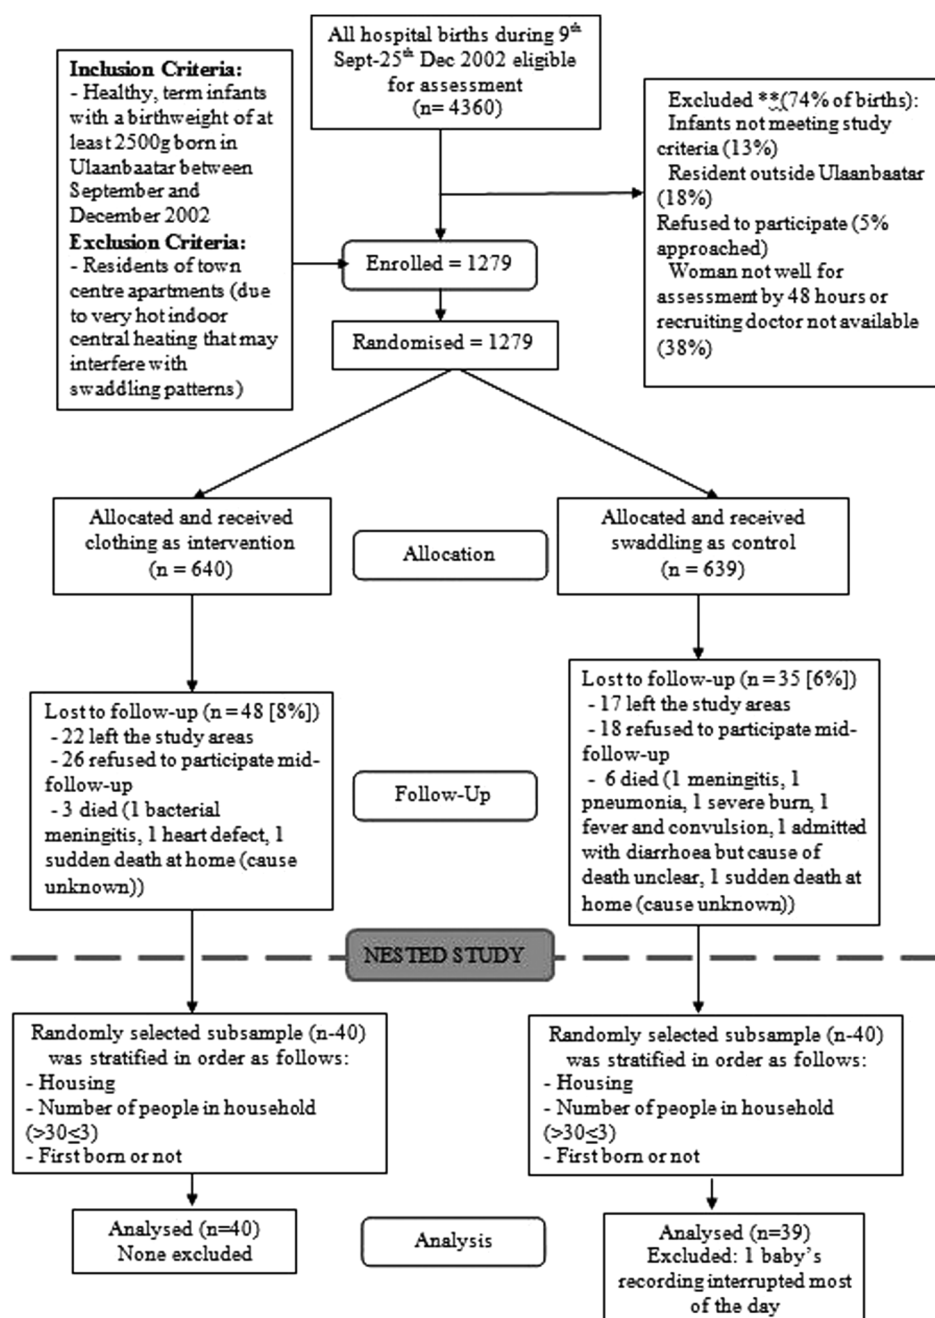 All hospital births during 9th
Sept-25th Dec 2002 eligible
for assessment
(n= 4360)
Inclusion Criteria:
- Healthy, term infants
with a birthweight of at
least 2500g born in
Ulaanbaatar between
September and
December 2002
Exclusion Criteria:
- Residents of town
centre apartments (due
to very hot indoor
central heating that may
interfere with
swaddling patterns)
Excluded **(74% of births):
Infants not meeting study
criteria (13%)
Resident outside Ulaanbaatar
(18%)
Refused to participate (5%
approached)
Woman not well for
assessment by 48 hours or
recruiting doctor not available
(38%)
Enrolled = 1279
Randomised = 1279
Allocated and received
clothing as intervention
(n = 640)
Allocation
Allocated and received
swaddling as control
(n = 639)
Lost to follow-up (n = 48 [8%])
- 22 left the study areas
- 26 refused to participate mid-
follow-up
- 3 died (1 bacterial
meningitis, 1 heart defect, 1
sudden death at home (cause
unknown))
Follow-Up
Lost to follow-up (n = 35 [6%])
- 17 left the study areas
- 18 refused to participate mid-
follow-up
- 6 died (1 meningitis, 1
pneumonia, 1 severe burn, 1
fever and convulsion, 1 admitted
with diarrhoea but cause of
death unclear, 1 sudden death at
home (cause unknown))
NESTED STUDY
Randomly selected subsample (n-40)
was stratified in order as follows:
- Housing
- Number of people in household
(>30≤3)
- First born or not
Randomly selected subsample (n-40)
was stratified in order as follows:
- Housing
- Number of people in household
(>30≤3)
- First born or not
Analysed (n=40)
None excluded
Analysis
Analysed (n=39)
Excluded: 1 baby's
recording interrupted most
of the day